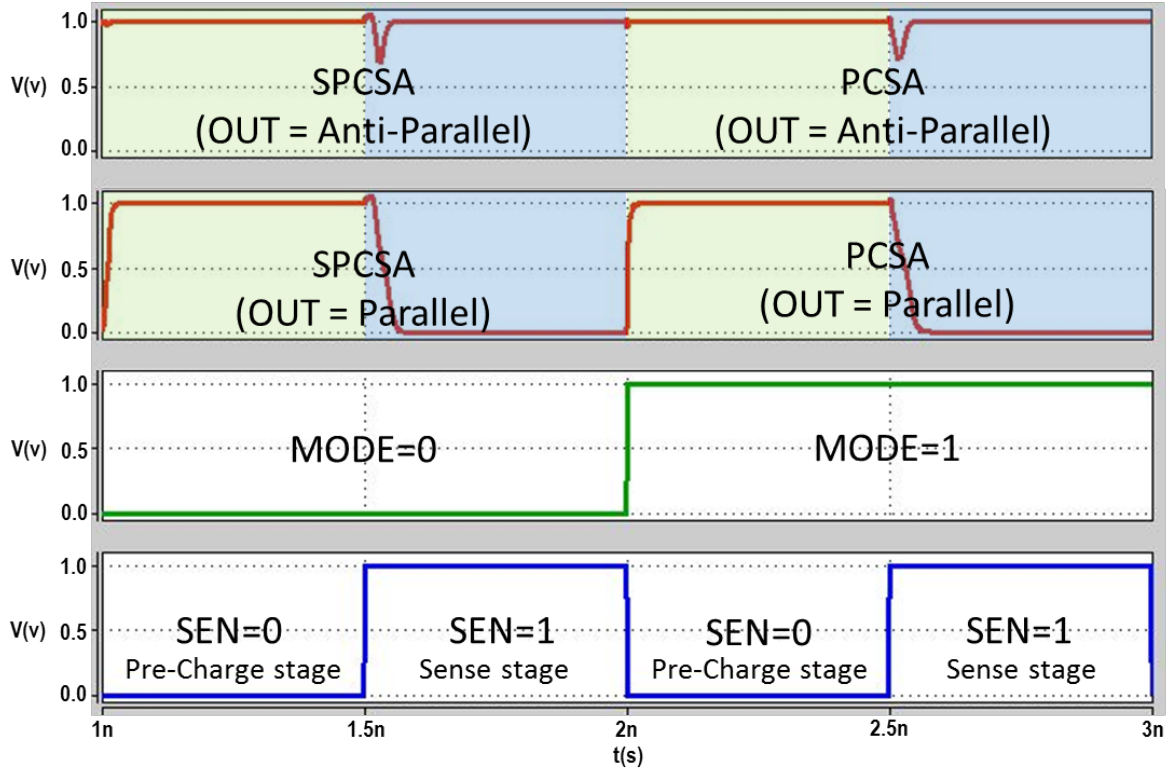 1.0
V(v) 0.5
0.0
SPCSA
(OUT = Anti-Parallel)
PCSA
(OUT = Anti-Parallel)
1.0
V(v) 0.5
0.0
SPCSA
(OUT = Parallel)
PCSA
(OUT = Parallel)
1.0
V(v) 0.5
0.0
MODE=0
MODE=1
1.0
V(v) 0.5
0.0
SEN=0
Pre-Charge stage
SEN=1
Sense stage
SEN=0
Pre-Charge stage
SEN=1
Sense stage
1n 1.5n 2n 2.5n 3n
t(s)